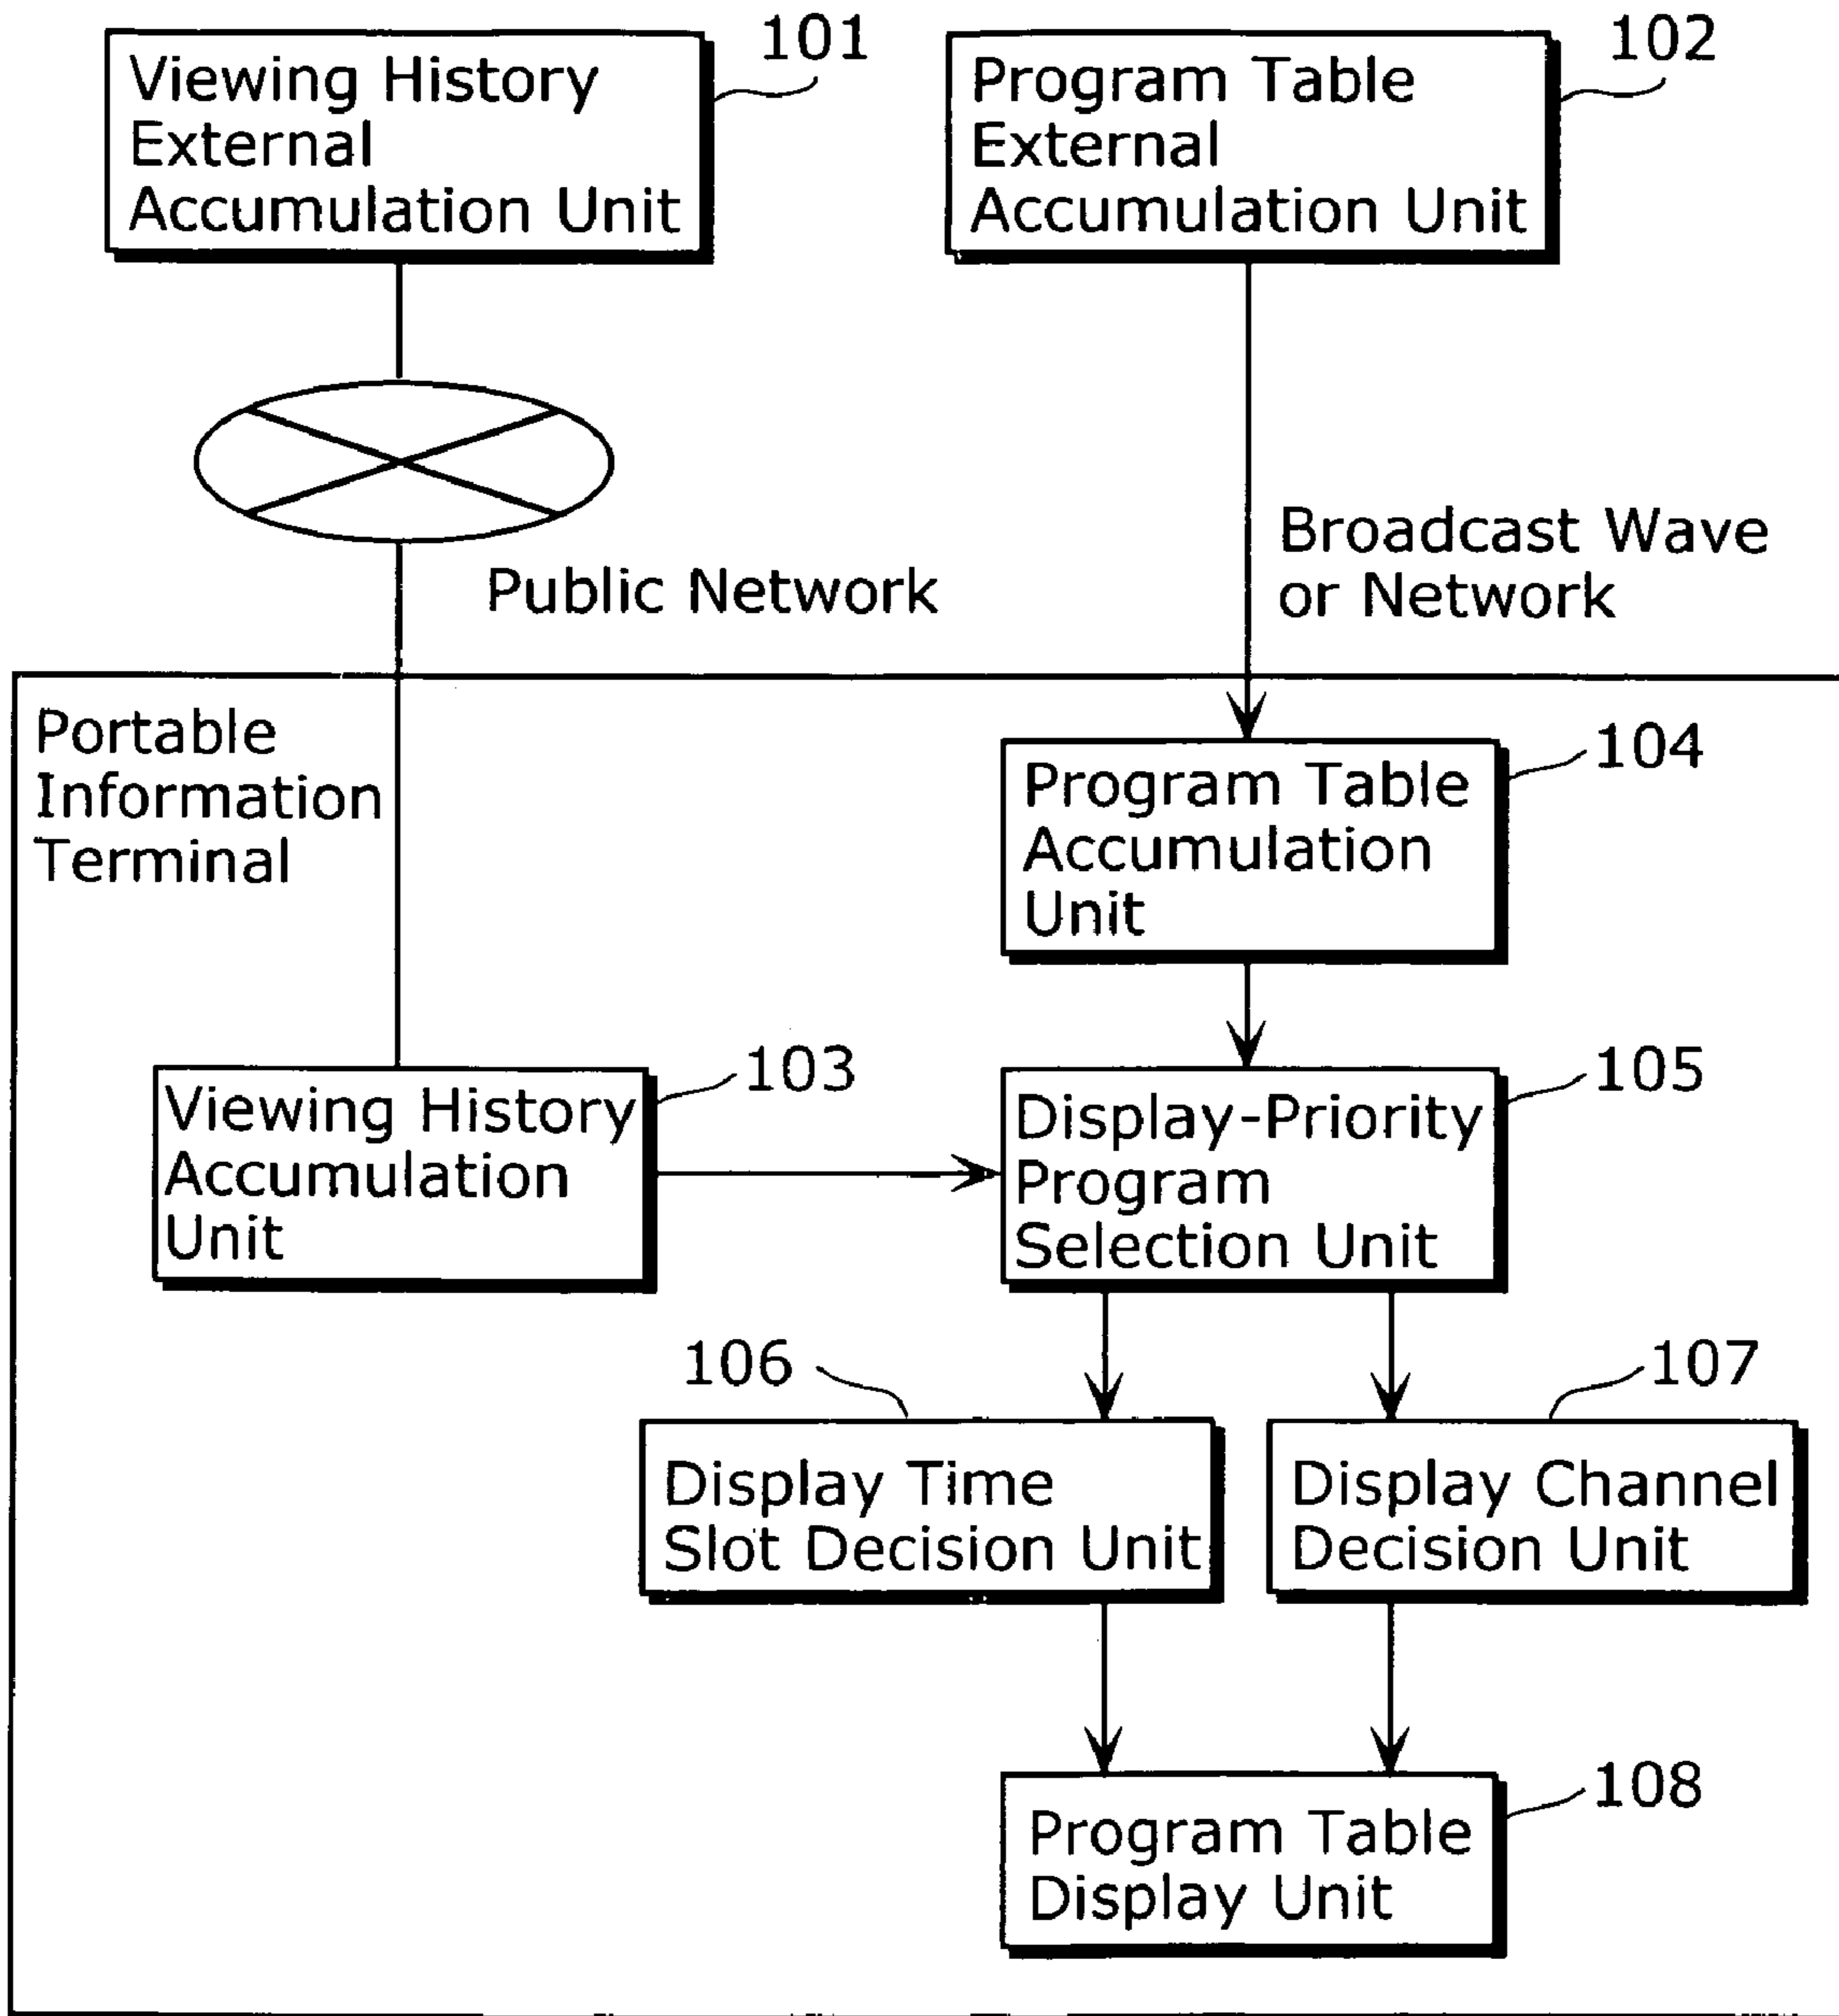 101
Viewing History
External
Accumulation Unit
102
Program Table
External
Accumulation Unit
Public Network
Broadcast Wave
or Network
Portable
Information
Terminal
104
Program Table
Accumulation
Unit
103
Viewing History
Accumulation
Unit
105
Display-Priority
Program
Selection Unit
106
Display Time
Slot Decision Unit
107
Display Channel
Decision Unit
108
Program Table
Display Unit